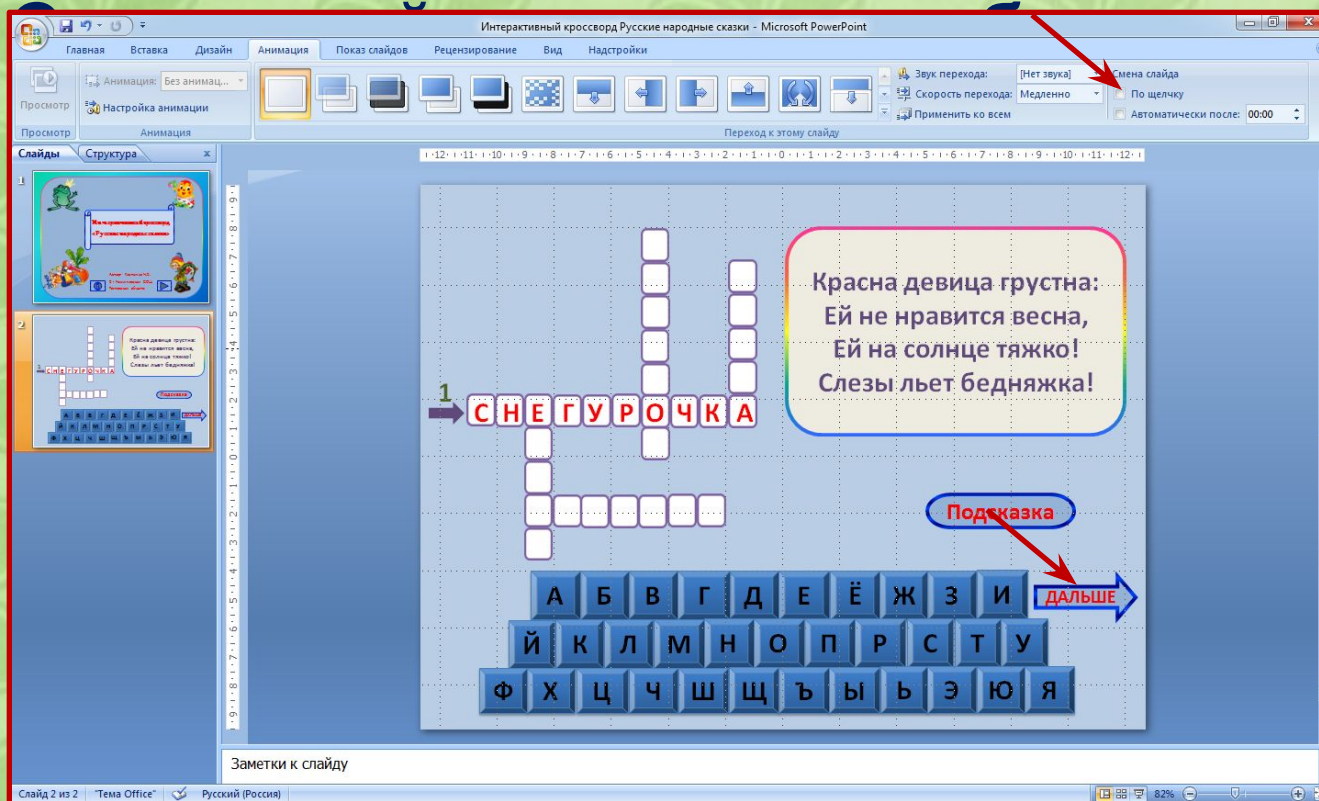 Интерактивный кроссворд Русские народные сказки - Microsoft PowerPoint
Главная Вставка Дизайн Анимация Показ слайдов Рецензирование Вид Надстройки
Просмотр
Анимация: Без анимац...
Настройка анимации
Звук перехода: [Нет звука]
Скорость перехода: Медленно
Применить ко всем
Смена слайда
По щелчку
Автоматически после: 00:00
Просмотр Анимация Переход к этому слайду
Слайды Структура x
1
2
1
СНЕГУРОЧКА
Красна девица грустна:
Ей не нравится весна,
Ей на солнце тяжко!
Слезы льет бедняжка!
Подсказка
А Б В Г Д Е Ё Ж З И ДАЛЬШЕ
Й К Л М Н О П Р С Т У
Ф Х Ц Ч Ш Щ Ъ Ы Ь Э Ю Я
Заметки к слайду
Слайд 2 из 2 "Тема Office" Русский (Россия) 82%